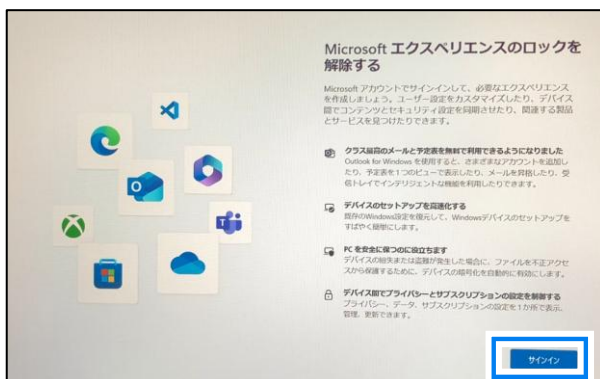 Microsoft エクスペリエンスのロックを
解除する
Microsoft アカウントでサインインして、必要なエクスペリエンス
を作成しましょう。ユーザー設定をカスタマイズしたり、デバイス
間でコンテンツとセキュリティ設定を同期させたり、関連する製品
とサービスを見つけたりできます。
クラス最高のメールと予定表を無料で利用できるようになりました
Outlook for Windows を使用すると、さまざまなアカウントを追加し
たり、予定表を 1 つのビューで表示したり、メールを昇格したり、受
信トレイでインテリジェントな機能を利用したりできます。
デバイスのセットアップを高速化する
既存のWindows設定を復元して、Windowsデバイスのセットアップを
すばやく簡単にします。
PC を安全に保つのに役立ちます
デバイスの紛失または盗難が発生した場合に、ファイルを不正アクセ
スから保護するために、デバイスの暗号化を自動的に有効にします。
デバイス間でプライバシーとサブスクリプションの設定を制御する
プライバシー、データ、サブスクリプションの設定を 1 か所で表示、
管理、更新できます。
サインイン